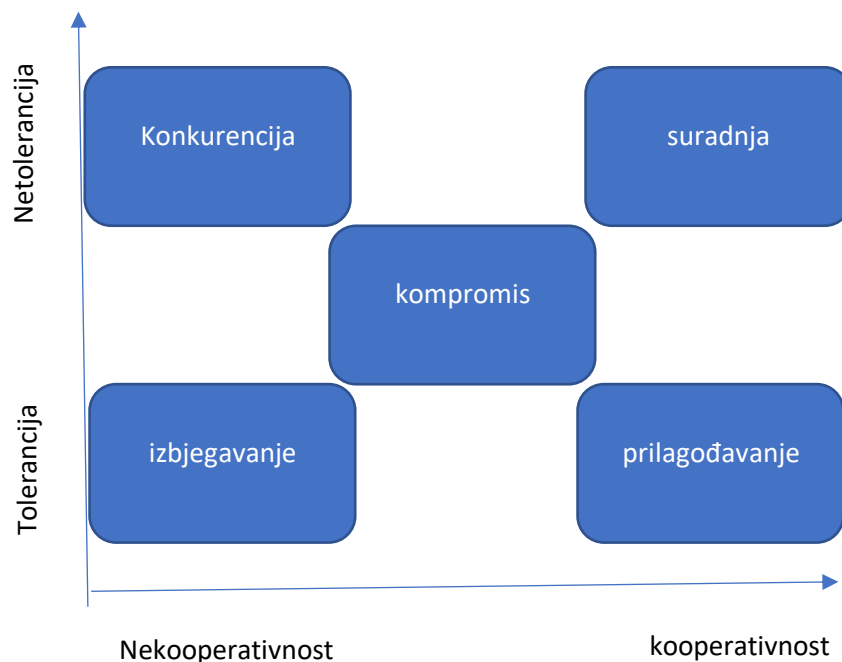 Netolerancija
Konkurencija
suradnja
kompromis
Tolerancija
izbjegavanje
prilagođavanje
Nekooperativnost
kooperativnost